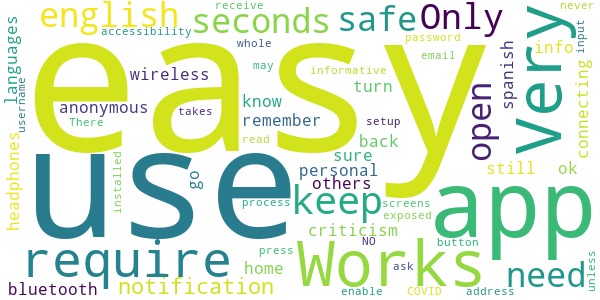 receive
never
english
seconds
safe
Only
very
languages
accessibility
password
whole
email
info
connecting
input
easy
username
wireless
may
informative
spanish
anonymous
takes
know
turn
open
There
remember
setup
headphones
read
back
still
ok
installed
use
go
sure
personal
others
keep
process
screens
exposed
app
criticism
require
NO
Works
button
home
press
ask
need
unless
bluetooth
notification
enable
COVID
address